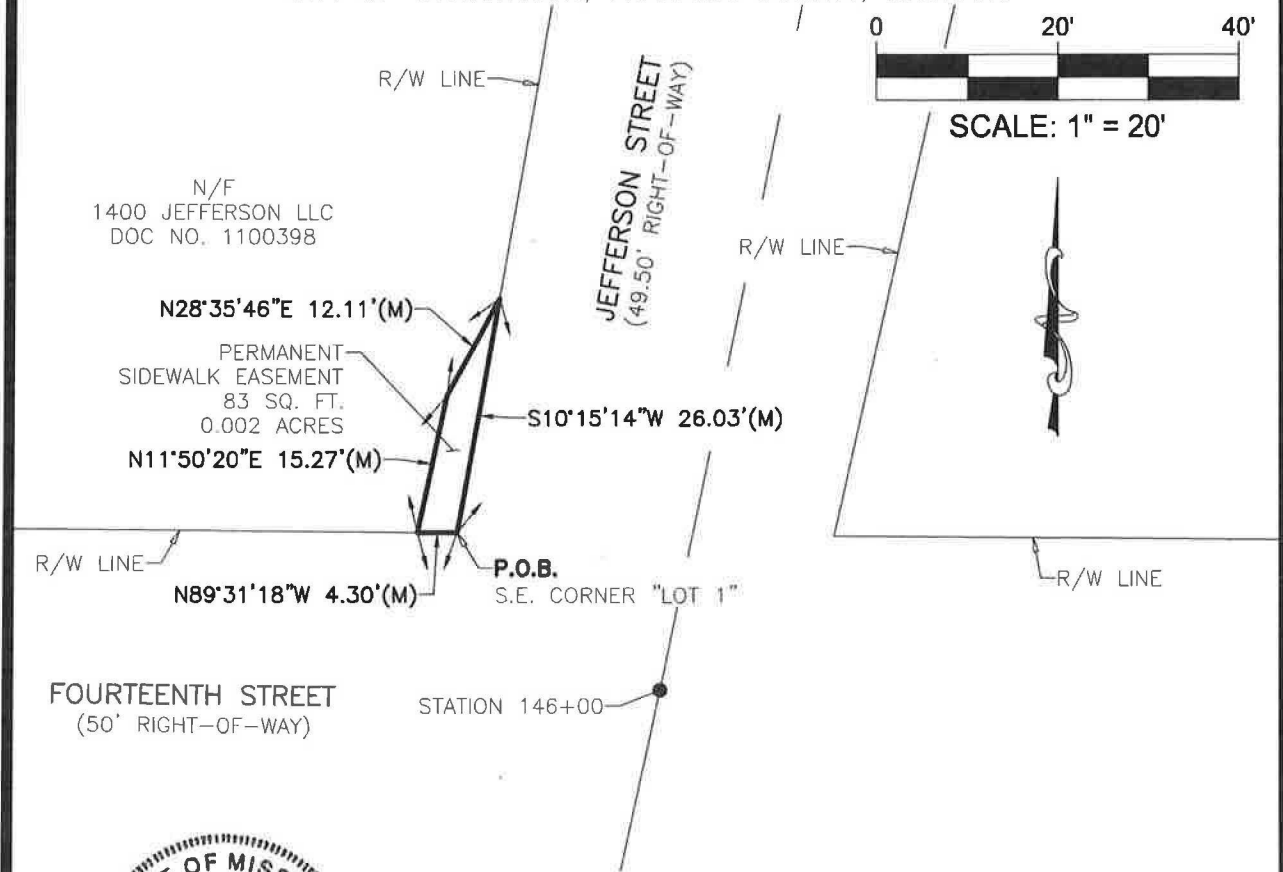 0 20' 40'
SCALE: 1" = 20'
R/W LINE
JEFFERSON STREET
(49.50' RIGHT-OF-WAY)
N/F
1400 JEFFERSON LLC
DOC NO. 1100398
R/W LINE
N28°35'46"E 12.11'(M)
PERMANENT
SIDEWALK EASEMENT
83 SQ. FT.
0.002 ACRES
S10°15'14"W 26.03'(M)
N11°50'20"E 15.27'(M)
R/W LINE
P.O.B.
S.E. CORNER "LOT 1"
N89°31'18"W 4.30'(M)
R/W LINE
FOURTEENTH STREET
(50' RIGHT-OF-WAY)
STATION 146+00
OF